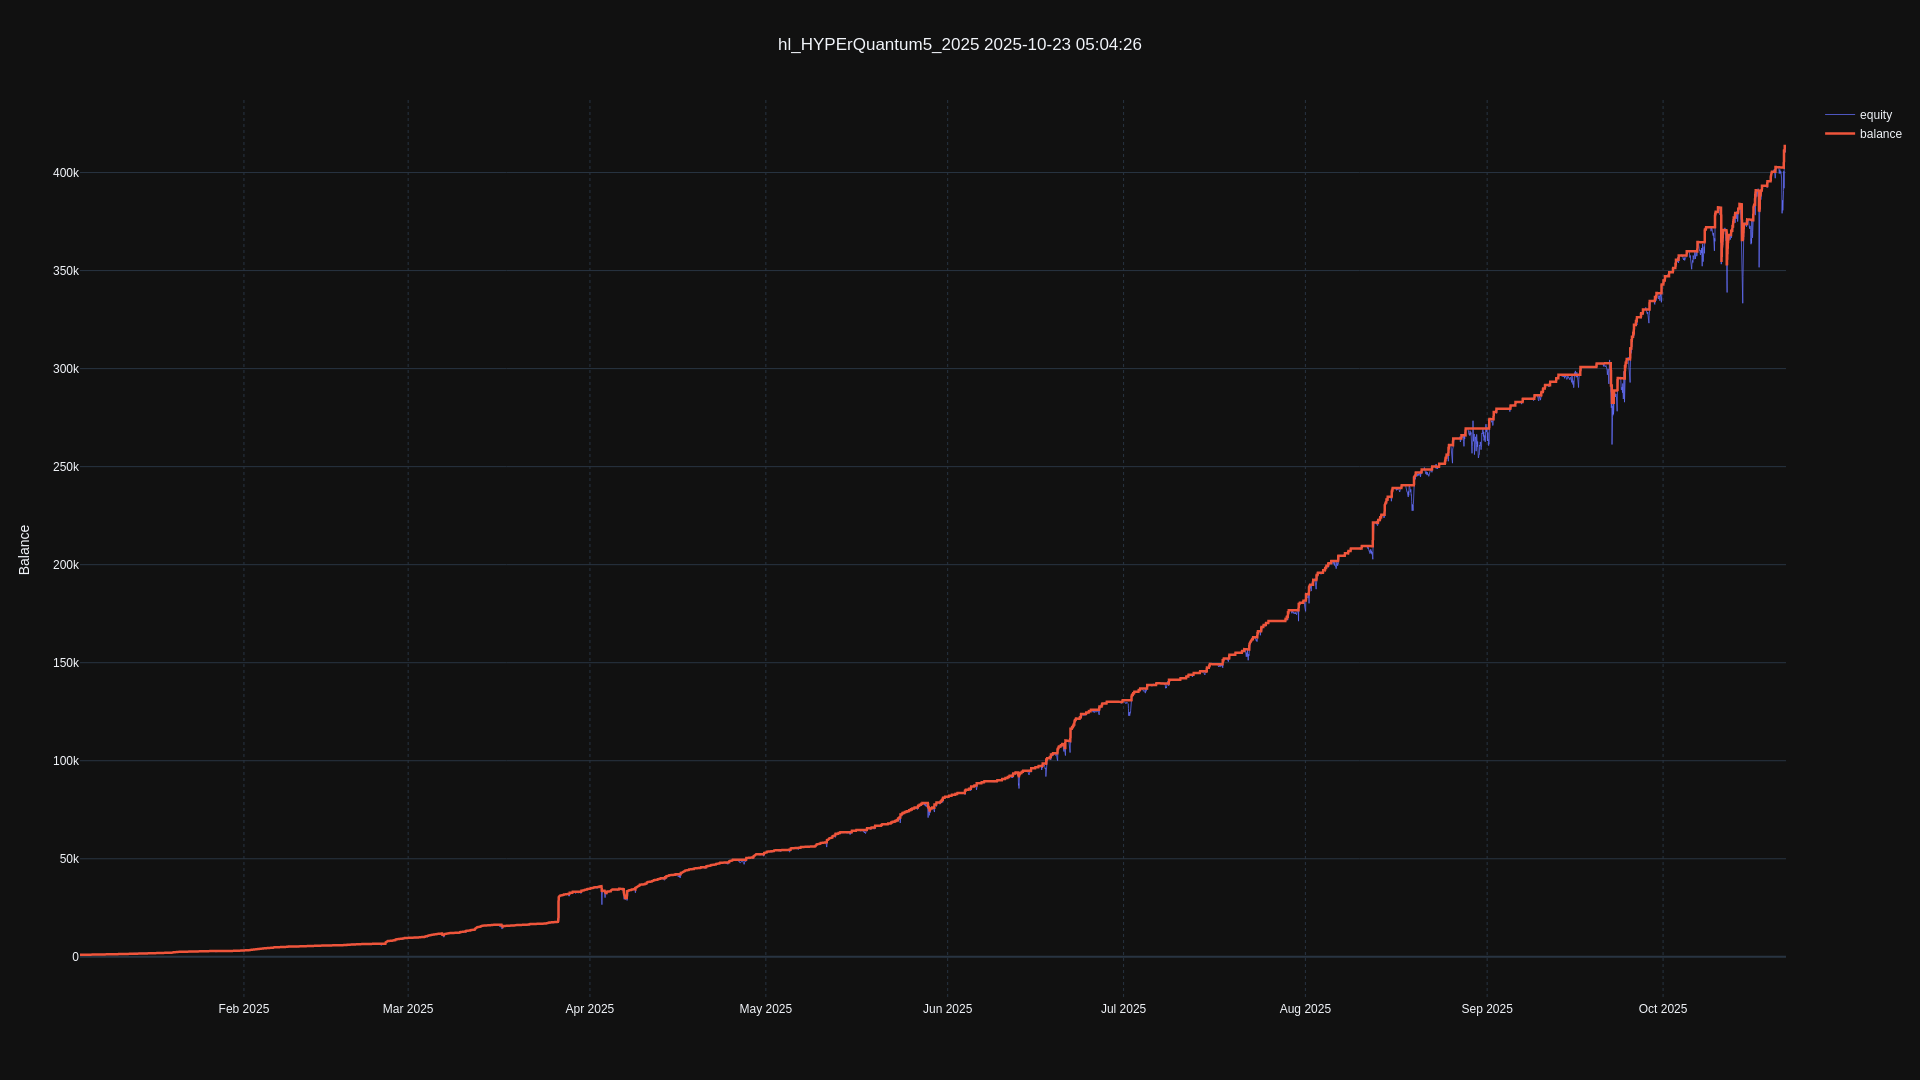 hl_HYPErQuantum5_2025 2025-10-23 05:04:26
equity
balance
400k
350k
300k
250k
200k
150k
100k
50k
0
Balance
Feb 2025
Mar 2025
Apr 2025
May 2025
Jun 2025
Jul 2025
Aug 2025
Sep 2025
Oct 2025